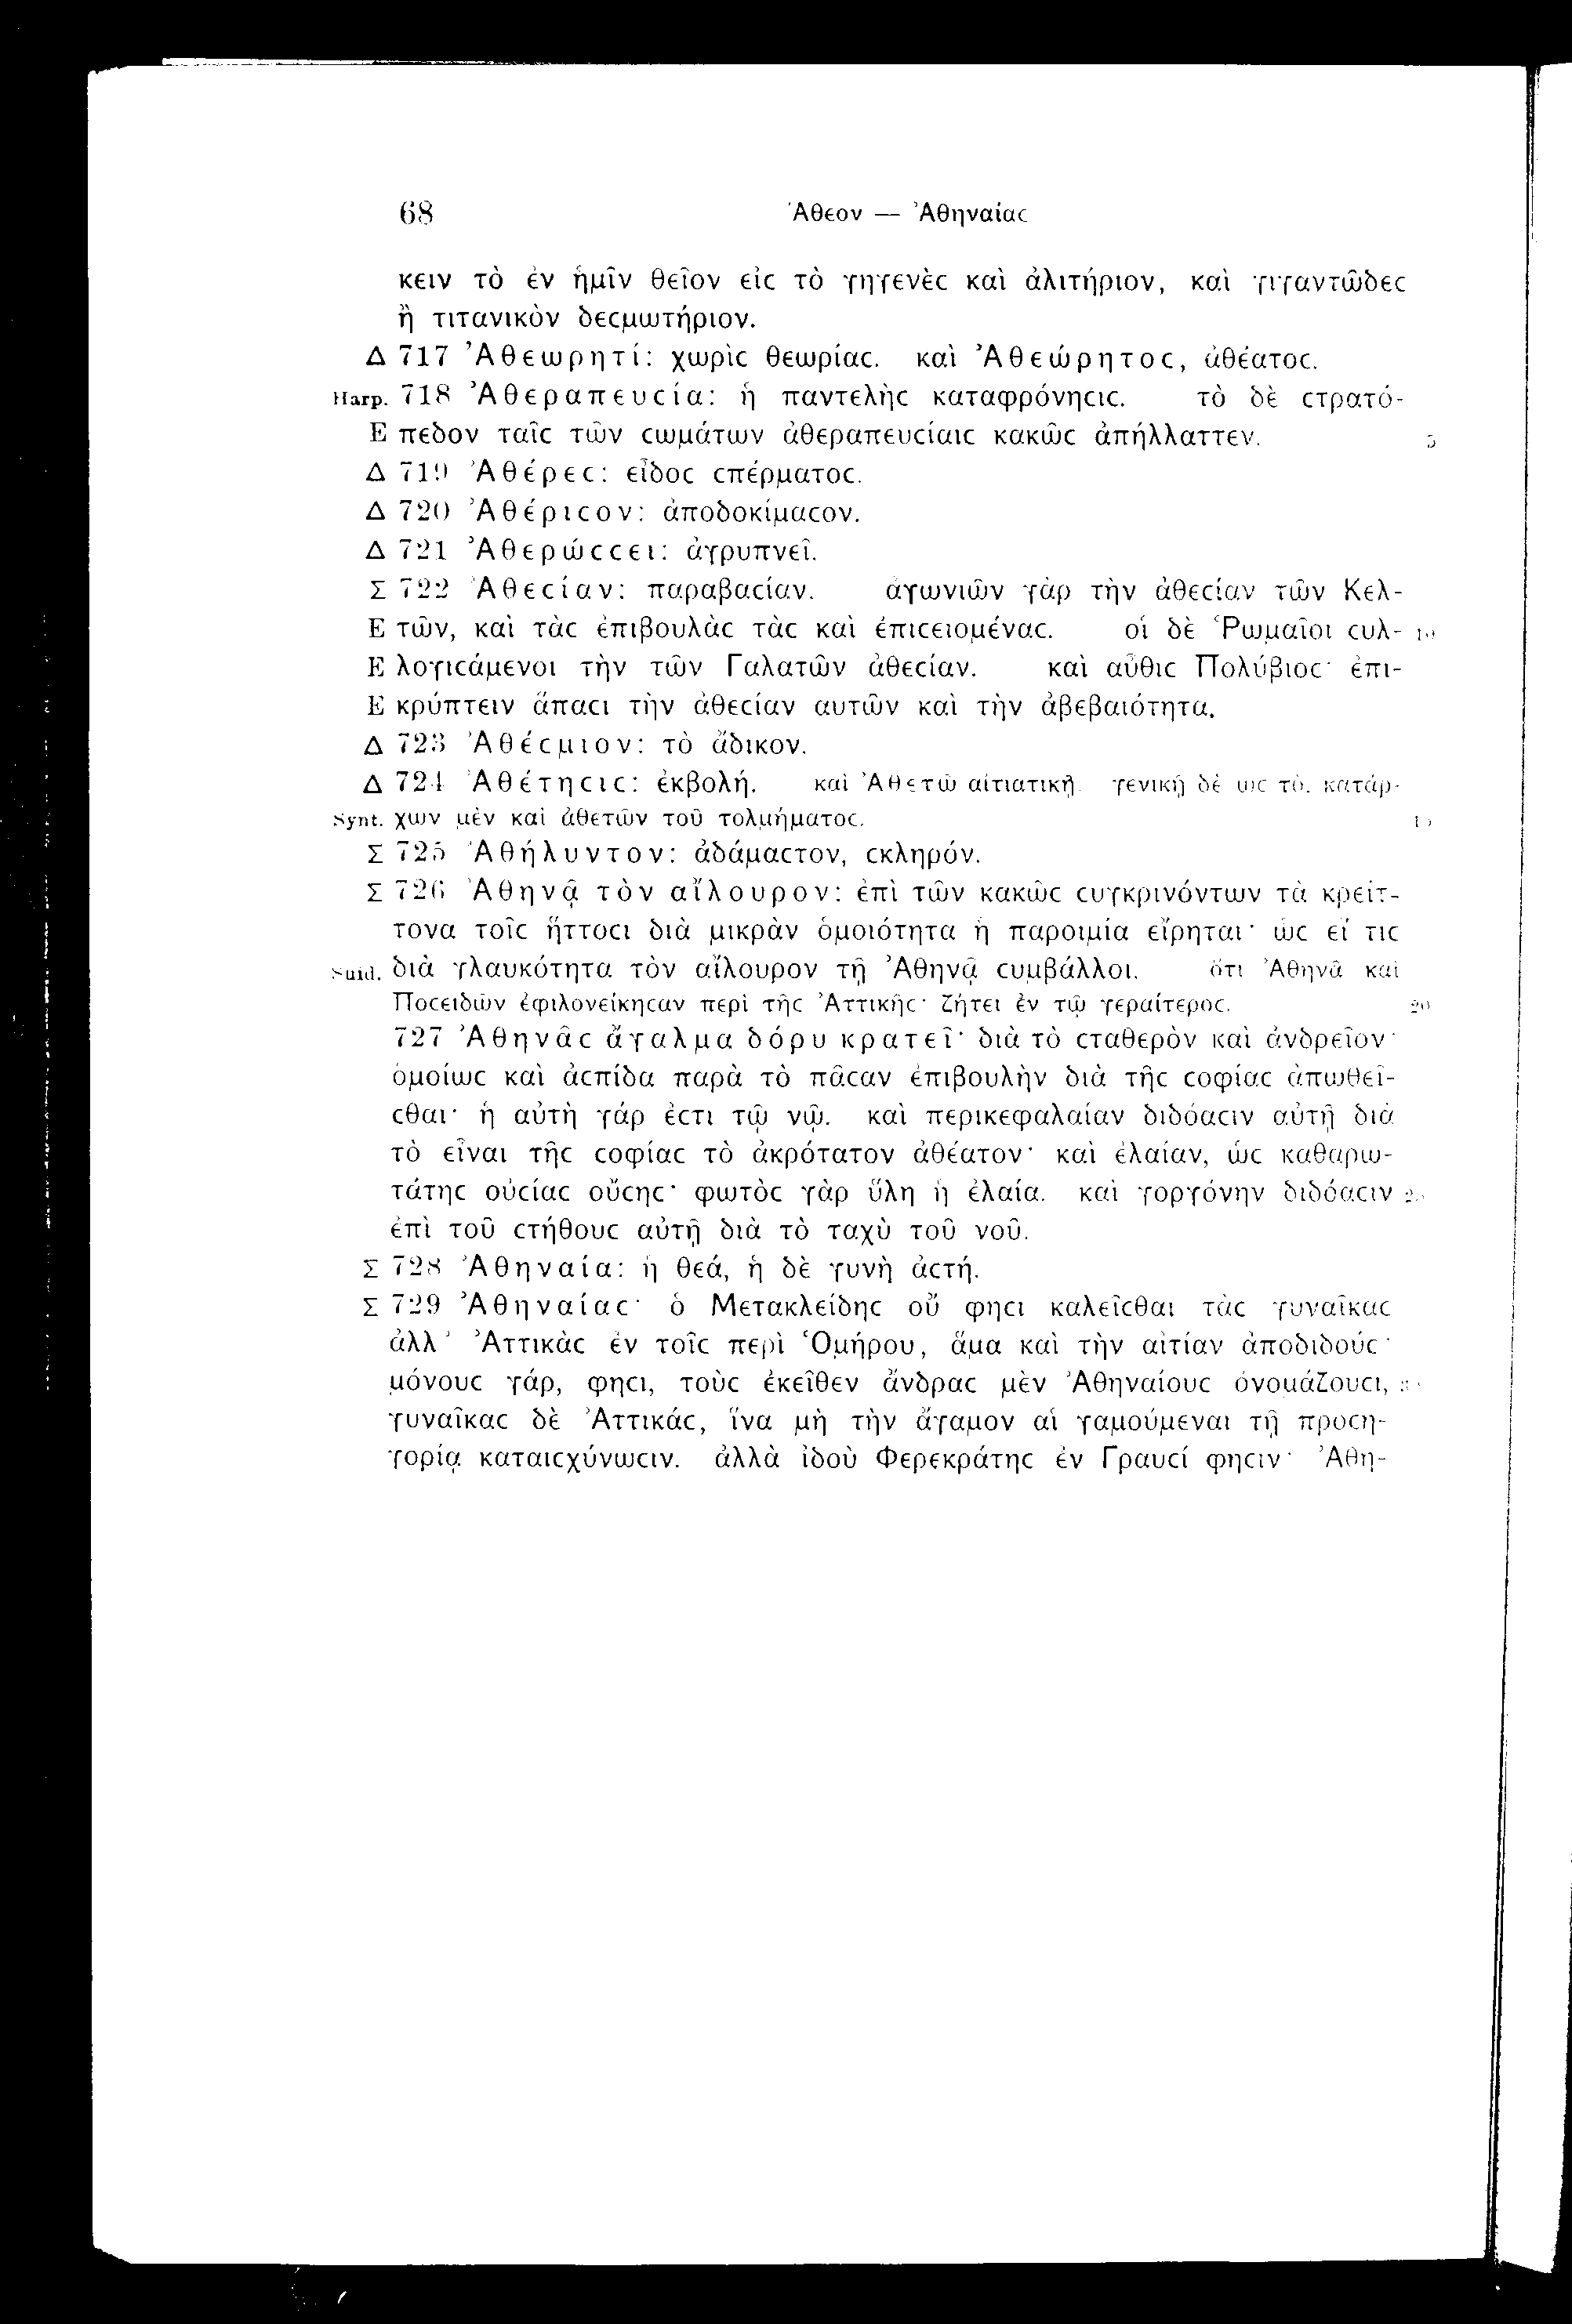 68 Ἄθεον — Ἀθηναίαϲ
κειν τὸ ἐν ἡμῖν θεῖον εἰϲ τὸ γηγενὲϲ καὶ ἀλιτήριον, καὶ γιγαντῶδεϲ
ἢ τιτανικὸν δεϲμωτήριον.
Δ 717 Ἀθεωρητί: χωρὶϲ θεωρίαϲ. καὶ Ἀθεώρητοϲ, ἀθέατοϲ.
Harp. 718 Ἀθεραπευϲία: ἡ παντελὴϲ καταφρόνηϲιϲ. τὸ δὲ ϲτρατό-
Ε πεδον ταῖϲ τῶν ϲωμάτων ἀθεραπευϲίαιϲ κακῶϲ ἀπήλλαττεν. 5
Δ 719 Ἀθέρεϲ: εἶδοϲ ϲπέρματοϲ.
Δ 720 Ἀθέριϲον: ἀποδοκίμαϲον.
Δ 721 Ἀθερώϲϲει: ἀγρυπνεῖ.
Σ 722 Ἀθεϲίαν: παραβαϲίαν. ἀγωνιῶν γὰρ τὴν ἀθεϲίαν τῶν Κελ-
Ε τῶν, καὶ τὰϲ ἐπιβουλὰϲ τὰϲ καὶ ἐπιϲειομέναϲ. οἱ δὲ Ῥωμαῖοι ϲυλ- 10
Ε λογιϲάμενοι τὴν τῶν Γαλατῶν ἀθεϲίαν. καὶ αὖθιϲ Πολύβιοϲ· ἐπι-
Ε κρύπτειν ἅπαϲι τὴν ἀθεϲίαν αυτῶν καὶ τὴν ἀβεβαιότητα.
Δ 723 Ἀθέϲμιον: τὸ ἄδικον.
Δ 724 Ἀθέτηϲιϲ: ἐκβολή. καὶ Ἀθετῶ αἰτιατικῇ. γενικῇ δὲ ωϲ τὸ. κατάρ-
Synt. χων μὲν καὶ ἀθετῶν τοῦ τολμήματοϲ. 15
Σ 725 Ἀθήλυντον: ἀδάμαϲτον, ϲκληρόν.
Σ 726 Ἀθηνᾷ τὸν αἴλουρον: ἐπὶ τῶν κακῶϲ ϲυγκρινόντων τὰ κρείτ-
τονα τοῖϲ ἥττοϲι διὰ μικρὰν ὁμοιότητα ἡ παροιμία εἴρηται· ὡϲ εἴ τιϲ
Suid. διὰ γλαυκότητα τὸν αἴλουρον τῇ Ἀθηνᾷ ϲυμβάλλοι. ὅτι Ἀθηνᾶ καὶ
Ποϲειδῶν ἐφιλονείκηϲαν περὶ τῆϲ Ἀττικῆϲ· ζήτει ἐν τῷ γεραίτεροϲ. 20
727 Ἀθηνᾶϲ ἄγαλμα δόρυ κρατεῖ· διὰ τὸ ϲταθερὸν καὶ ἀνδρεῖον·
ὁμοίωϲ καὶ ἀϲπίδα παρὰ τὸ πᾶϲαν ἐπιβουλὴν διὰ τῆϲ ϲοφίαϲ ἀπωθεῖ-
ϲθαι· ἡ αὐτὴ γάρ ἐϲτι τῷ νῷ. καὶ περικεφαλαίαν διδόαϲιν αὐτῇ διὰ
τὸ εἶναι τῆϲ ϲοφίαϲ τὸ ἀκρότατον ἀθέατον· καὶ ἐλαίαν, ὡϲ καθαρω-
τάτηϲ οὐϲίαϲ οὔϲηϲ· φωτὸϲ γὰρ ὕλη ἡ ἐλαία. καὶ γοργόνην διδόαϲιν 25
ἐπὶ τοῦ ϲτήθουϲ αὐτῇ διὰ τὸ ταχὺ τοῦ νοῦ.
Σ 728 Ἀθηναία: ἡ θεά, ἡ δὲ γυνὴ ἀϲτή.
Σ 729 Ἀθηναίαϲ· ὁ Μετακλείδηϲ οὔ φηϲι καλεῖϲθαι τὰϲ γυναῖκαϲ
ἀλλ' Ἀττικὰϲ ἐν τοῖϲ περὶ Ὁμήρου, ἅμα καὶ τὴν αἰτίαν ἀποδιδούϲ·
μόνουϲ γάρ, φηϲι, τοὺϲ ἐκεῖθεν ἄνδραϲ μὲν Ἀθηναίουϲ ὀνομάζουϲι,
γυναῖκαϲ δὲ Ἀττικάϲ, ἵνα μὴ τὴν ἄγαμον αἱ γαμούμεναι τῇ προϲη-
γορίᾳ καταιϲχύνωϲιν. ἀλλὰ ἰδοὺ Φερεκράτηϲ ἐν Γραυϲί φηϲιν· Ἀθη-